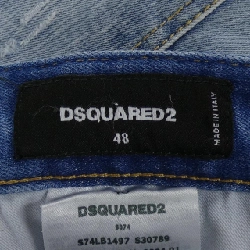 DSQUARED2
48
MADE IN ITALY
DSQUARED2
S74LB1497 S30789